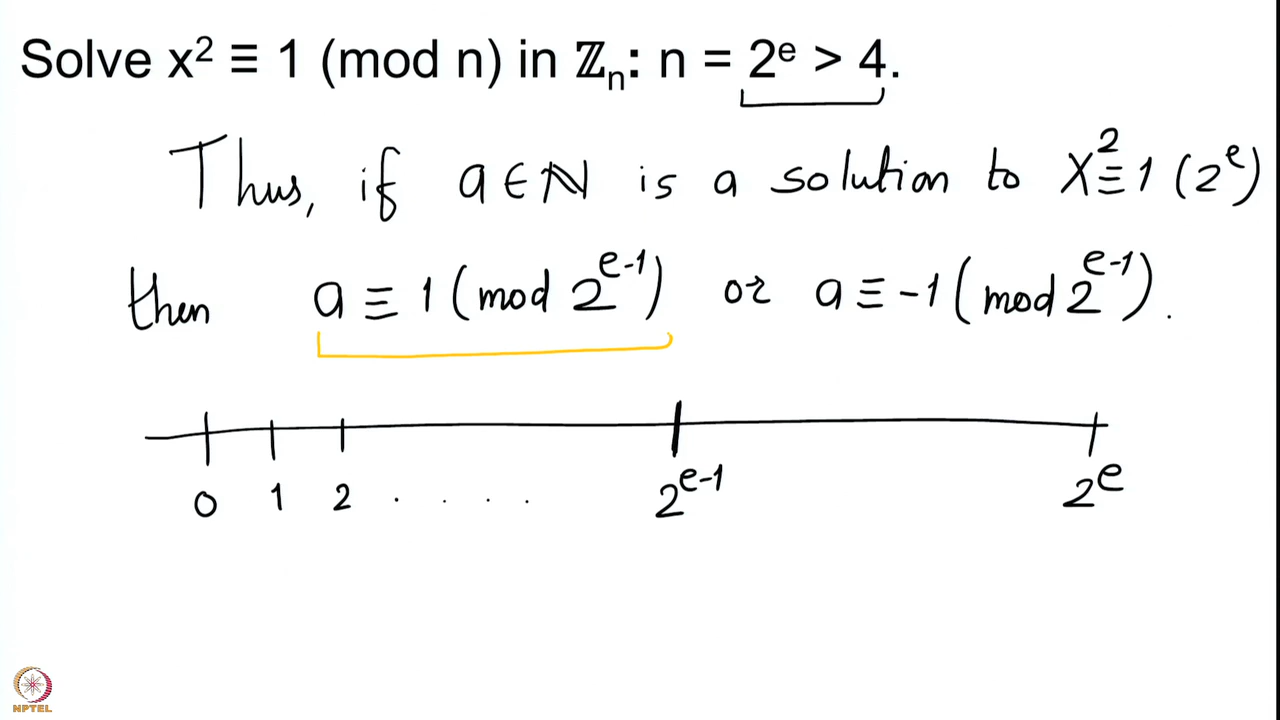 Solve x² ≡ 1 (mod n) in ℤₙ: n = 2ᵉ > 4.
Thus, if a ∈ ℕ is a solution to X² ≡ 1 (2ᵉ)
then a ≡ 1 (mod 2ᵉ⁻¹) or a ≡ -1 (mod 2ᵉ⁻¹).
0 1 2 . . . . 2ᵉ⁻¹ 2ᵉ
NPTEL